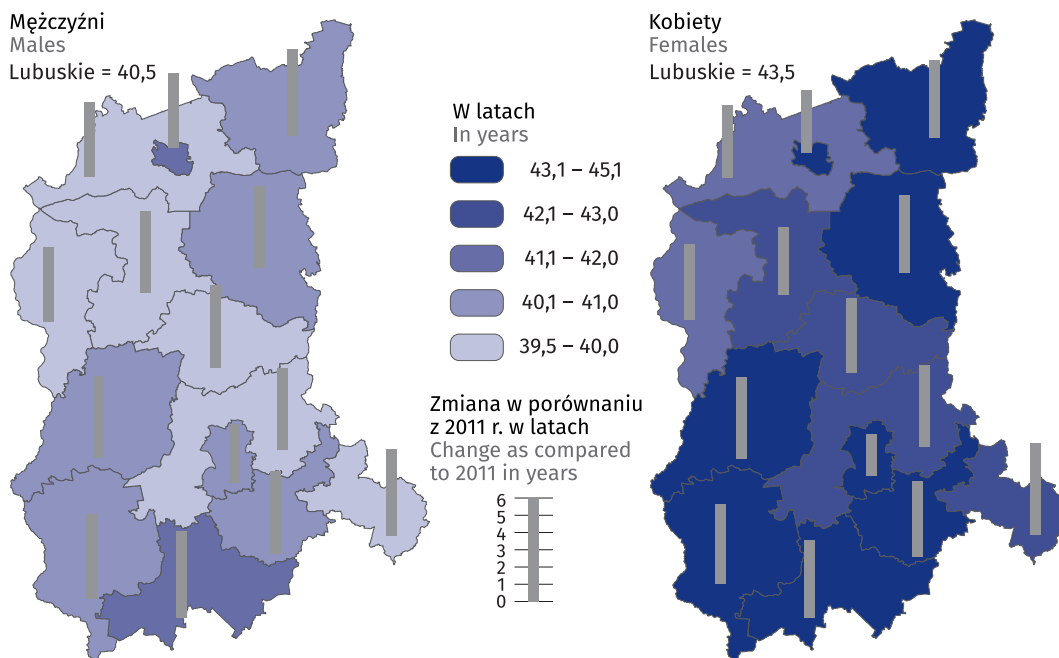 Mężczyźni
Males
Lubuskie = 40,5
Kobiety
Females
Lubuskie = 43,5
W latach
In years
43,1 – 45,1
42,1 – 43,0
41,1 – 42,0
40,1 – 41,0
39,5 – 40,0
Zmiana w porównaniu
z 2011 r. w latach
Change as compared
to 2011 in years
6
5
4
3
2
1
0